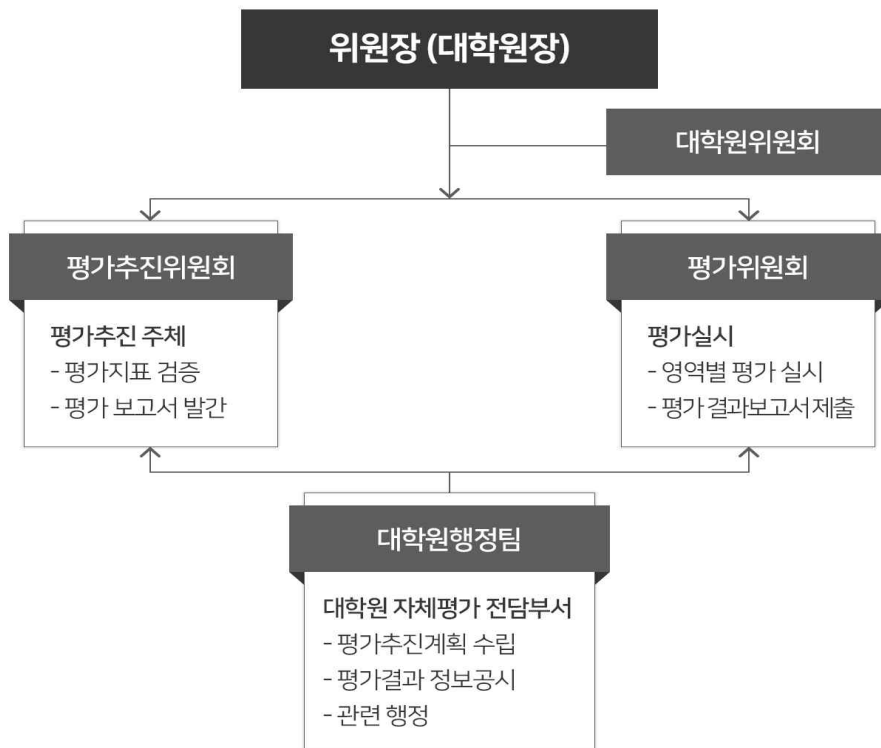 위원장 (대학원장)
대학원위원회
평가추진위원회
평가추진 주체
- 평가지표 검증
- 평가 보고서 발간
평가위원회
평가실시
- 영역별 평가 실시
- 평가 결과보고서 제출
대학원행정팀
대학원 자체평가 전담부서
- 평가추진계획 수립
- 평가결과 정보공시
- 관련 행정